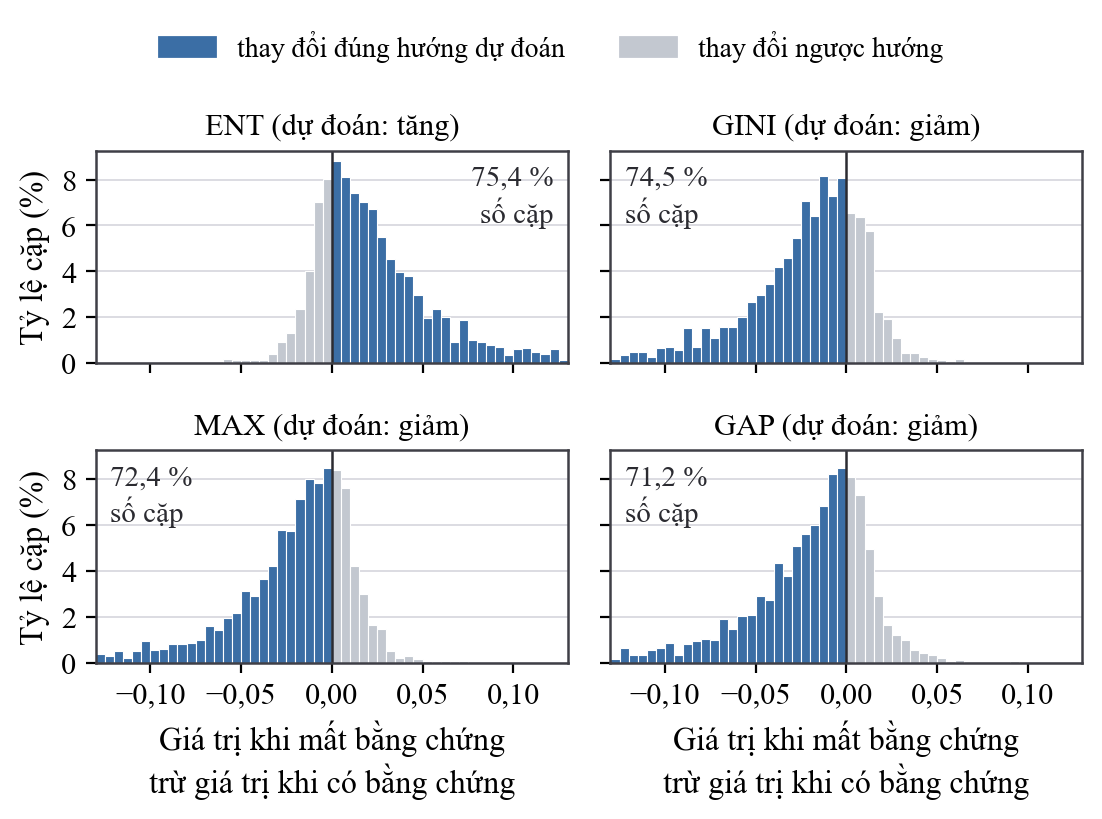 thay đổi đúng hướng dự đoán thay đổi ngược hướng
ENT (dự đoán: tăng) GINI (dự đoán: giảm)
Tỷ lệ cặp (%)
8
6
4
2
0
75,4 %
số cặp
74,5 %
số cặp
MAX (dự đoán: giảm) GAP (dự đoán: giảm)
Tỷ lệ cặp (%)
8
6
4
2
0
72,4 %
số cặp
71,2 %
số cặp
−0,10 −0,05 0,00 0,05 0,10 −0,10 −0,05 0,00 0,05 0,10
Giá trị khi mất bằng chứng Giá trị khi mất bằng chứng
trừ giá trị khi có bằng chứng trừ giá trị khi có bằng chứng